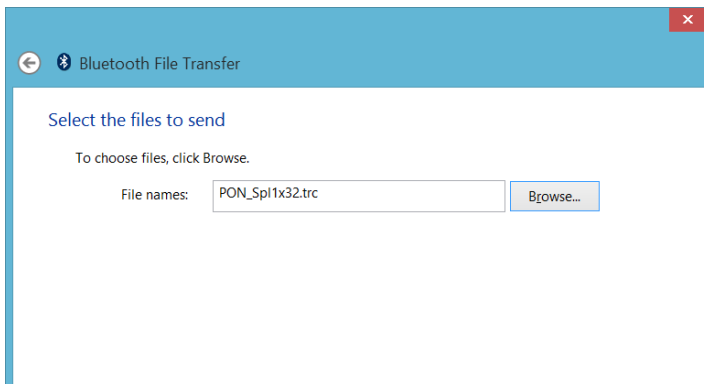 Bluetooth File Transfer
Select the files to send
To choose files, click Browse.
File names: PON_Spl1x32.trc Browse...